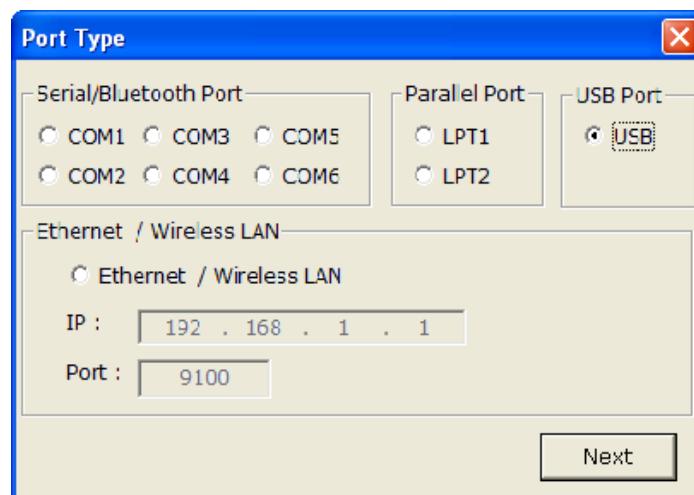 Port Type
Serial/Bluetooth Port
COM1 COM3 COM5
COM2 COM4 COM6
Parallel Port
LPT1
LPT2
USB Port
USB
Ethernet / Wireless LAN
Ethernet / Wireless LAN
IP : 192 . 168 . 1 . 1
Port : 9100
Next